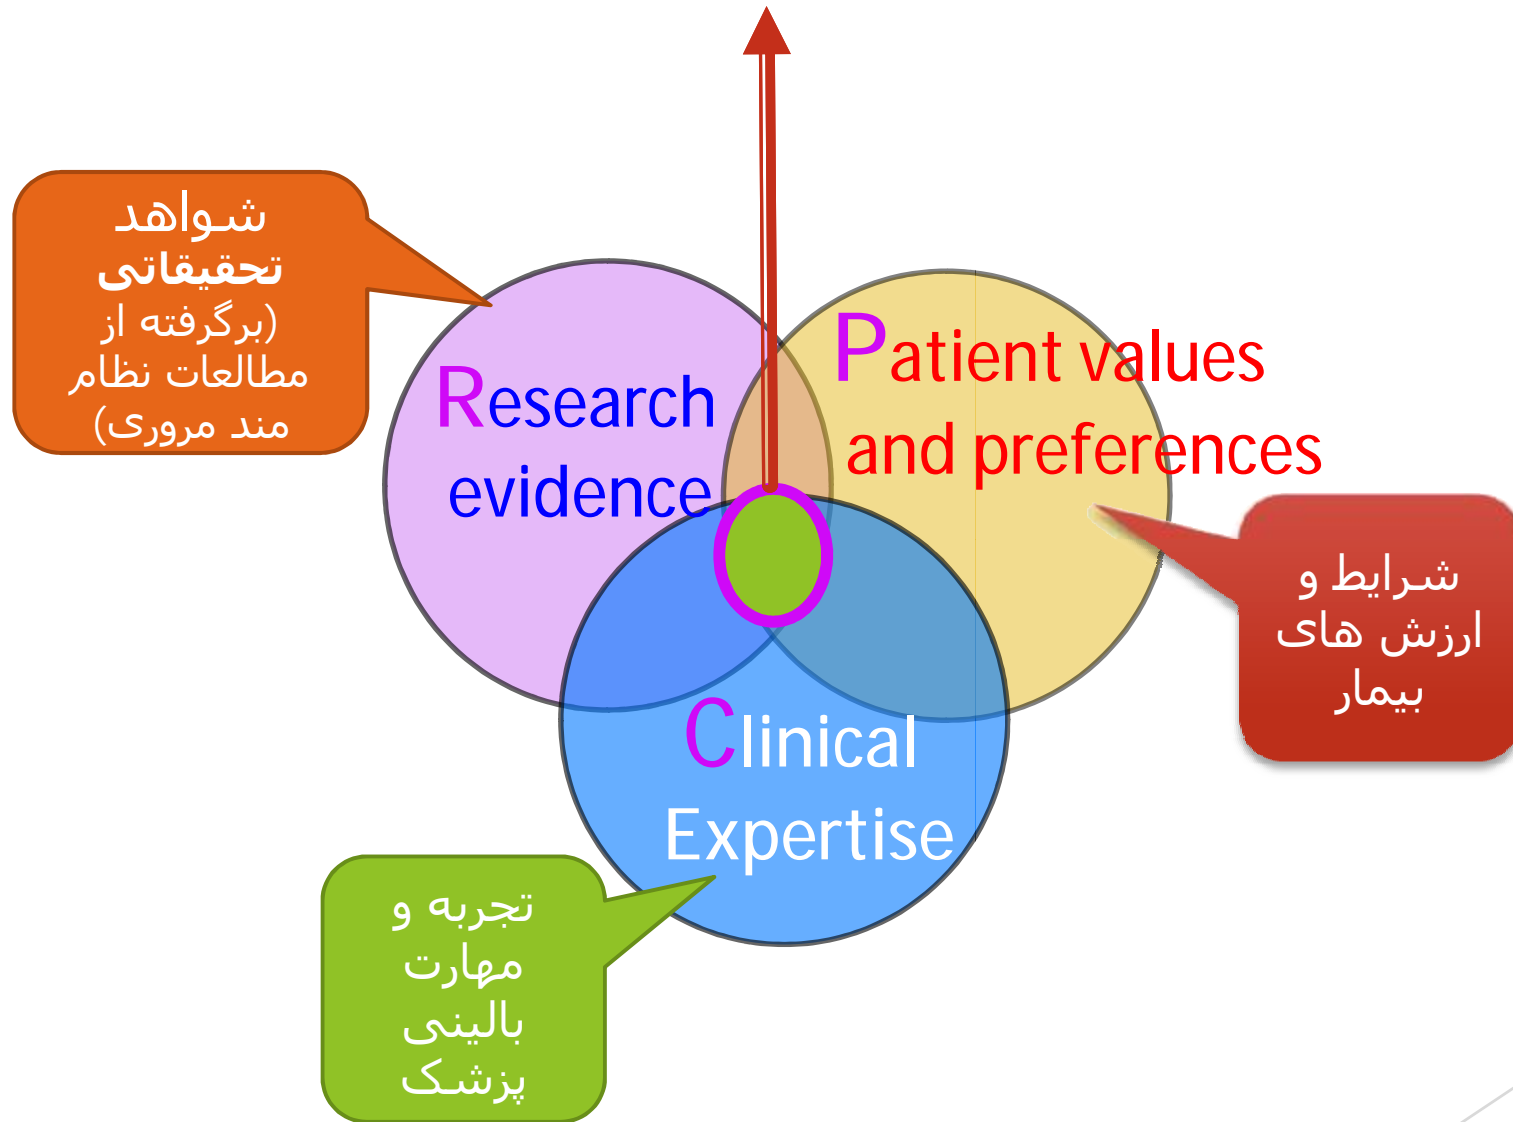 شواهد
تحقیقاتی
(برگرفته از
مطالعات نظام
مند مروری)
Research
evidence
Patient values
and preferences
شرایط و
ارزش های
بیمار
Clinical
Expertise
تجربه و
مهارت
بالینی
پزشک